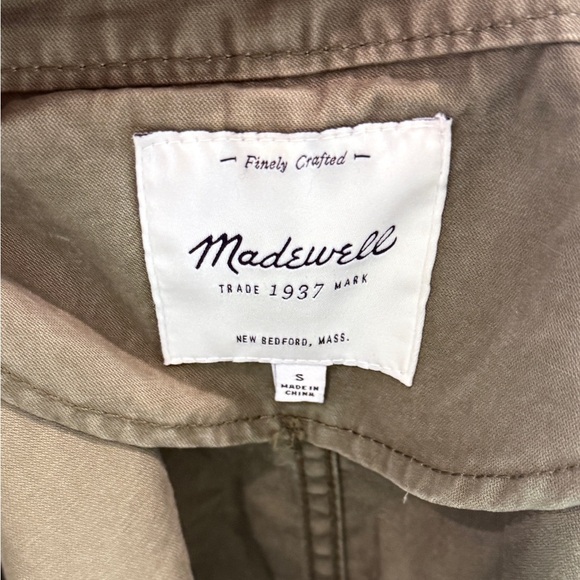 Finely Crafted
Madewell
TRADE 1937 MARK
NEW BEDFORD, MASS.
S
MADE IN
CHINA